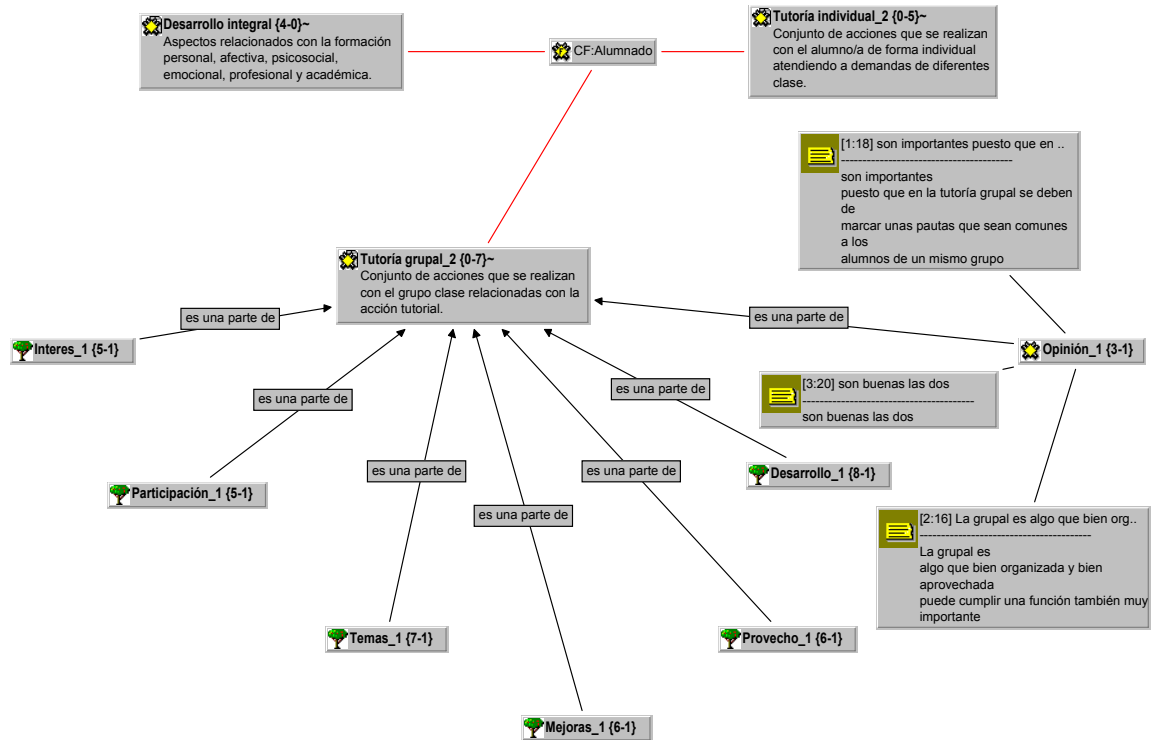 Desarrollo integral {4-0}~
Aspectos relacionados con la formación
personal, afectiva, psicosocial,
emocional, profesional y académica.
CF:Alumnado
Tutoría individual_2 {0-5}~
Conjunto de acciones que se realizan
con el alumno/a de forma individual
atendiendo a demandas de diferentes
clase.
[1:18] son importantes puesto que en ..
----------------------------------------
son importantes
puesto que en la tutoría grupal se deben
de
marcar unas pautas que sean comunes
a los
alumnos de un mismo grupo
Tutoría grupal_2 {0-7}~
Conjunto de acciones que se realizan
con el grupo clase relacionadas con la
acción tutorial.
es una parte de
es una parte de
Interes_1 {5-1}
Opinión_1 {3-1}
[3:20] son buenas las dos
----------------------------------------
son buenas las dos
es una parte de
es una parte de
es una parte de
es una parte de
Desarrollo_1 {8-1}
Participación_1 {5-1}
es una parte de
[2:16] La grupal es algo que bien org..
----------------------------------------
La grupal es
algo que bien organizada y bien
aprovechada
puede cumplir una función también muy
importante
Temas_1 {7-1}
Provecho_1 {6-1}
Mejoras_1 {6-1}